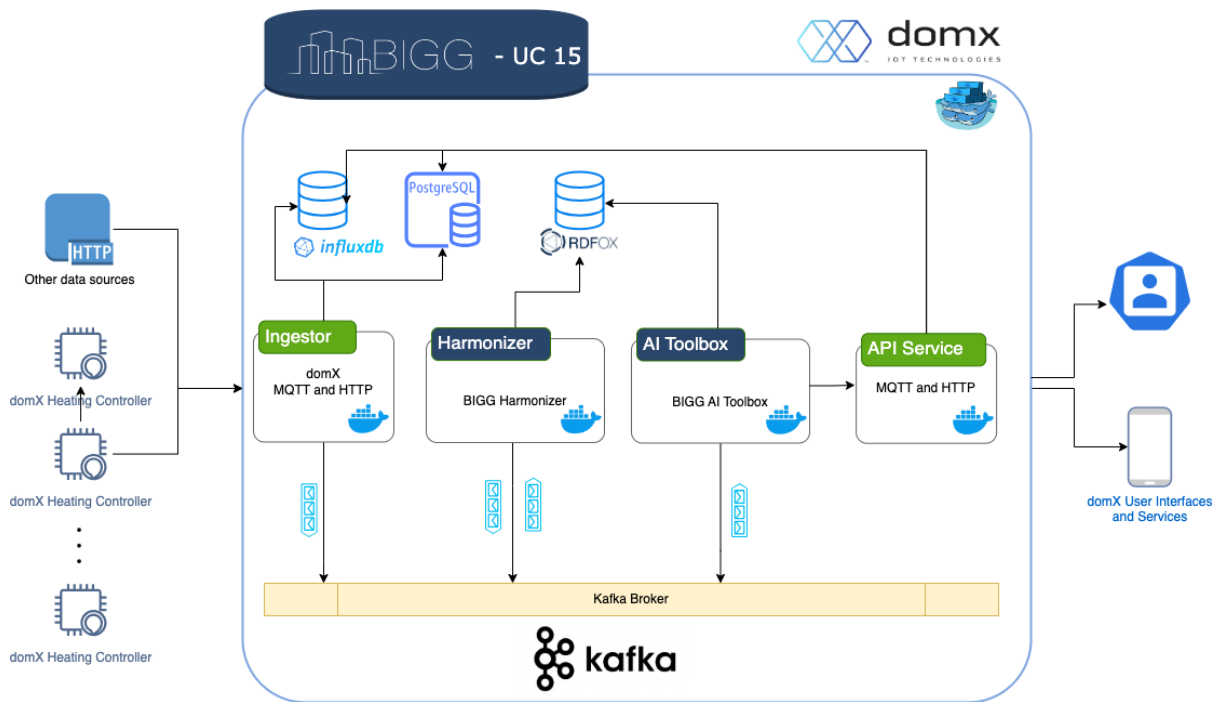 BIGG - UC 15
domx
IOT TECHNOLOGIES
HTTP
Other data sources
domX Heating Controller
domX Heating Controller
domX Heating Controller
influxdb
PostgreSQL
RDFOX
Ingestor
domX
MQTT and HTTP
Harmonizer
BIGG Harmonizer
AI Toolbox
BIGG AI Toolbox
API Service
MQTT and HTTP
domX User Interfaces
and Services
Kafka Broker
kafka